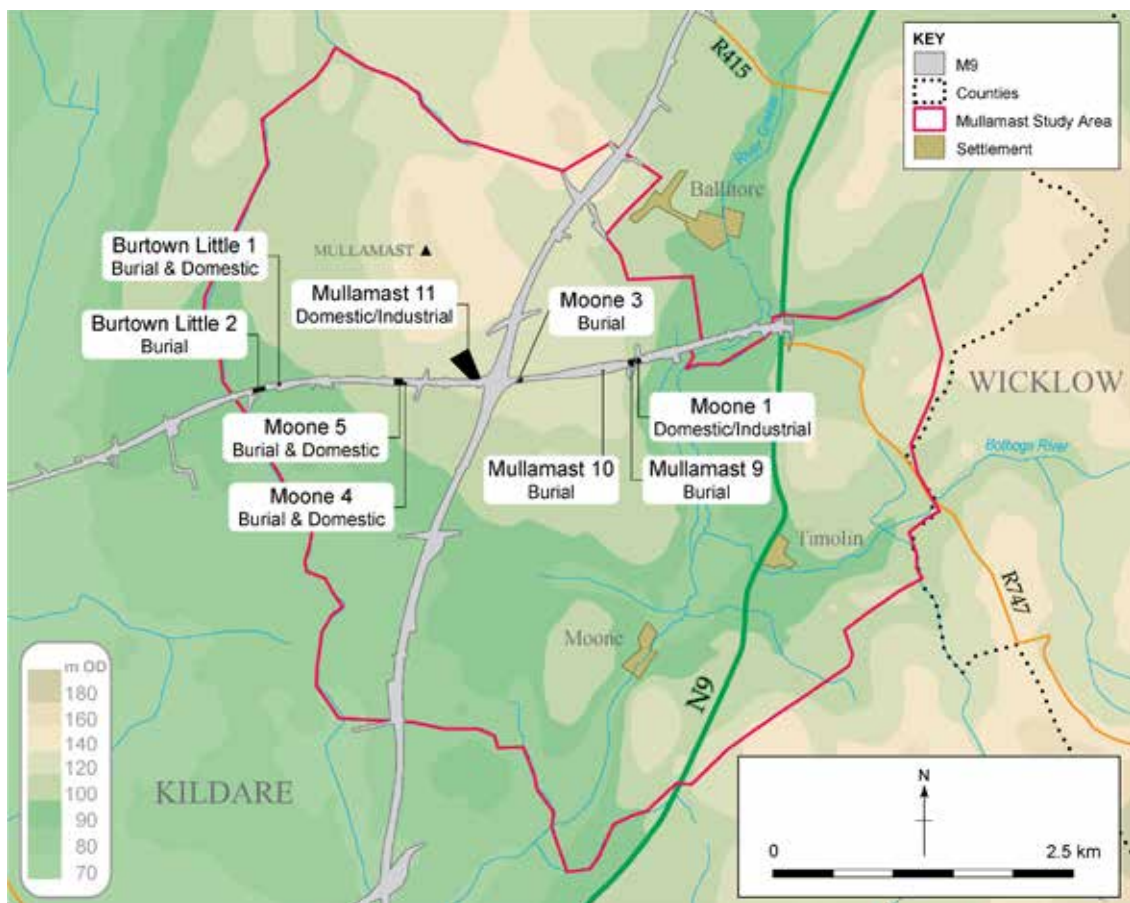 R415
KEY
M9
Counties
Mullamast Study Area
Settlement
River Greese
Ballitore
Burtown Little 1
Burial & Domestic
MULLAMAST
Mullamast 11
Domestic/Industrial
Moone 3
Burial
Burtown Little 2
Burial
WICKLOW
Moone 5
Burial & Domestic
Moone 1
Domestic/Industrial
Mullamast 10
Burial
Mullamast 9
Burial
Moone 4
Burial & Domestic
Bothoga River
Timolin
R747
Moone
N9
m OD
180
160
140
120
100
90
80
70
KILDARE
N
0
2.5 km